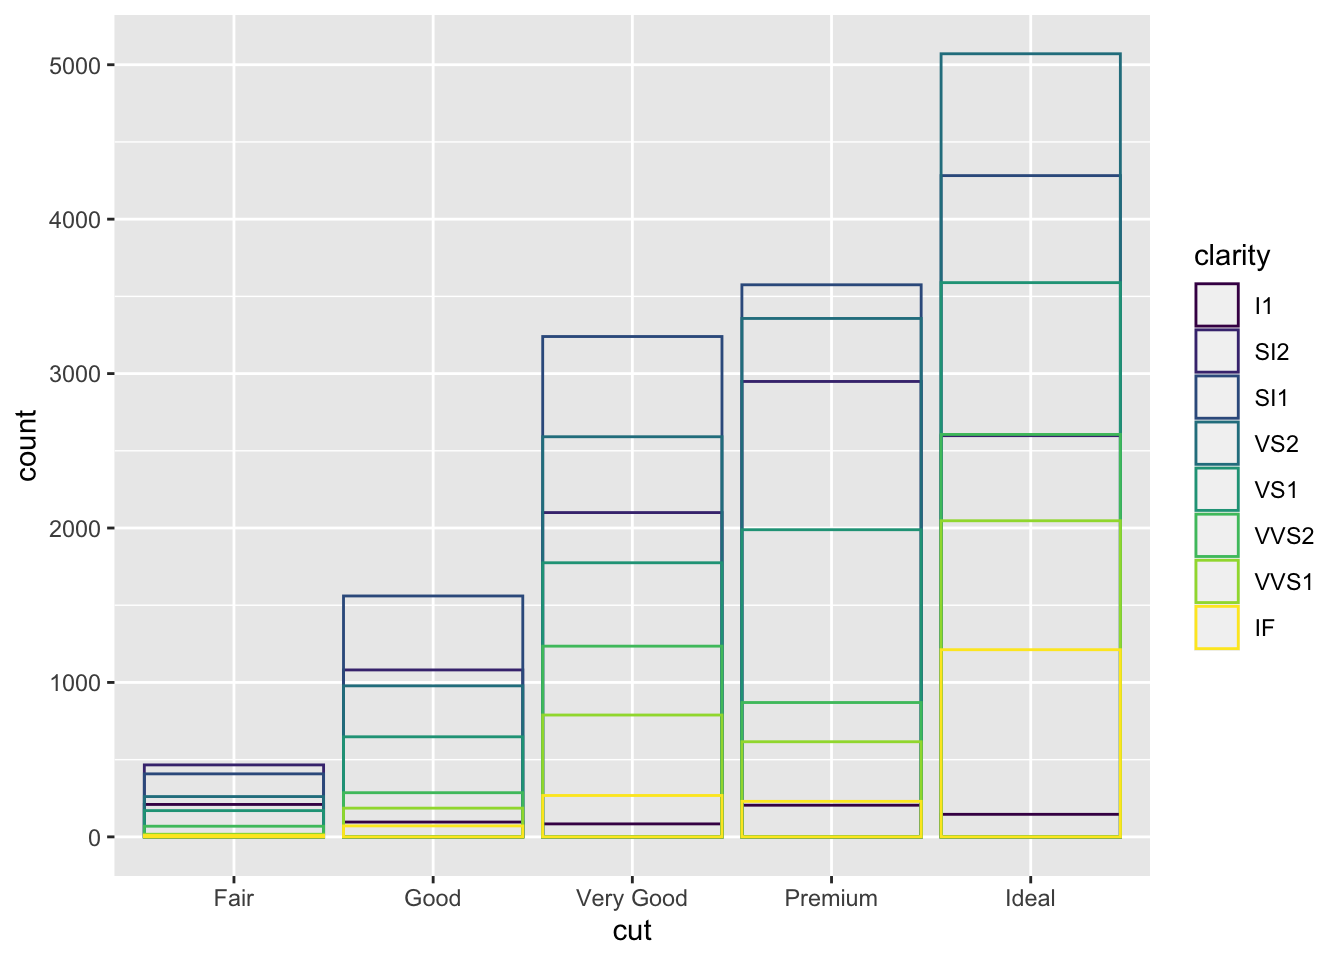 5000
4000
3000
2000
1000
0
count
Fair Good Very Good Premium Ideal
cut
clarity
I1
SI2
SI1
VS2
VS1
VVS2
VVS1
IF